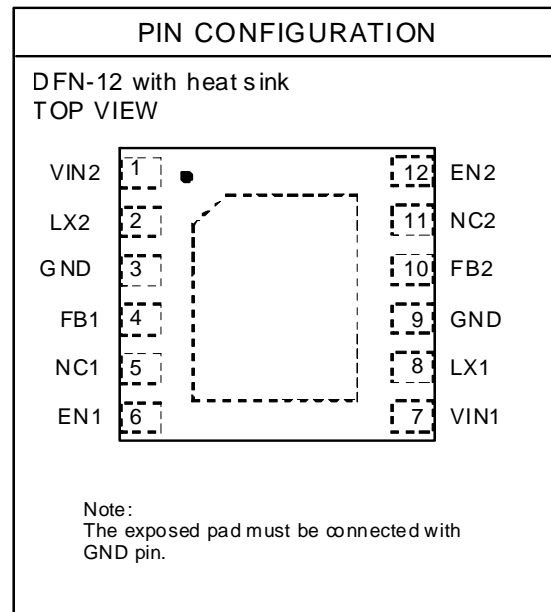 PIN CONFIGURATION
DFN-12 with heat sink
TOP VIEW
VIN2 1 12 EN2
LX2 2 11 NC2
GND 3 10 FB2
FB1 4 9 GND
NC1 5 8 LX1
EN1 6 7 VIN1
Note:
The exposed pad must be connected with
GND pin.